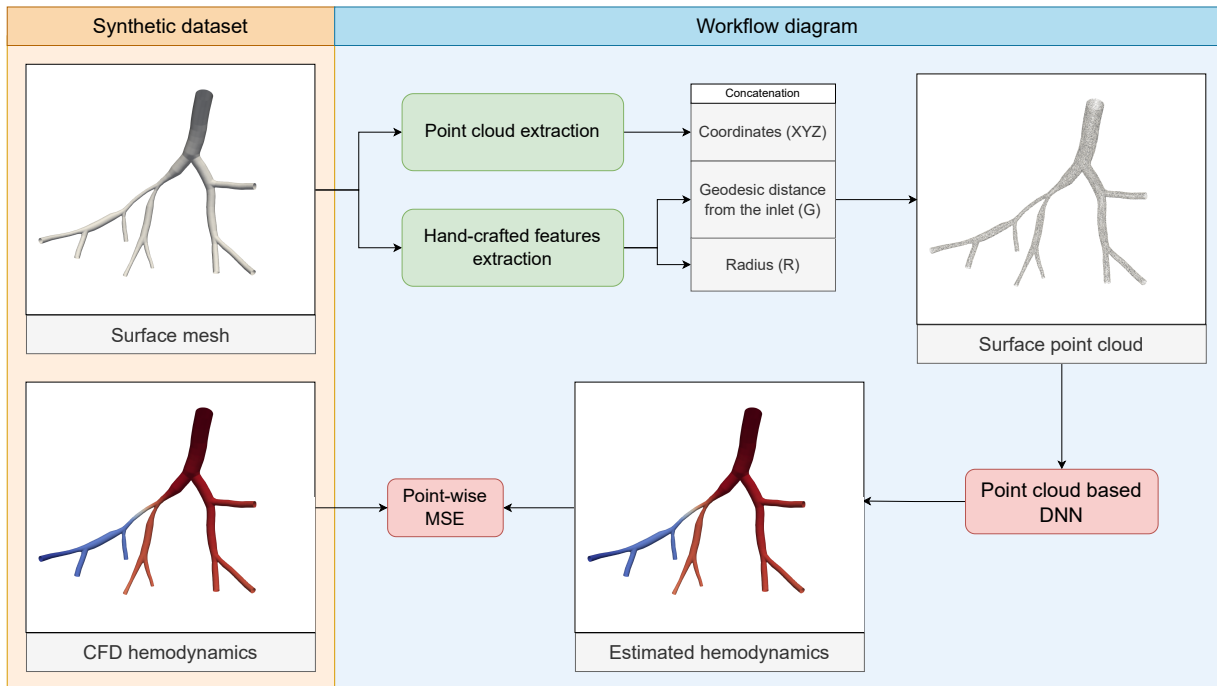 Synthetic dataset
Workflow diagram
Surface mesh
Point cloud extraction
Hand-crafted features
extraction
Concatenation
Coordinates (XYZ)
Geodesic distance
from the inlet (G)
Radius (R)
Surface point cloud
CFD hemodynamics
Point-wise
MSE
Estimated hemodynamics
Point cloud based
DNN